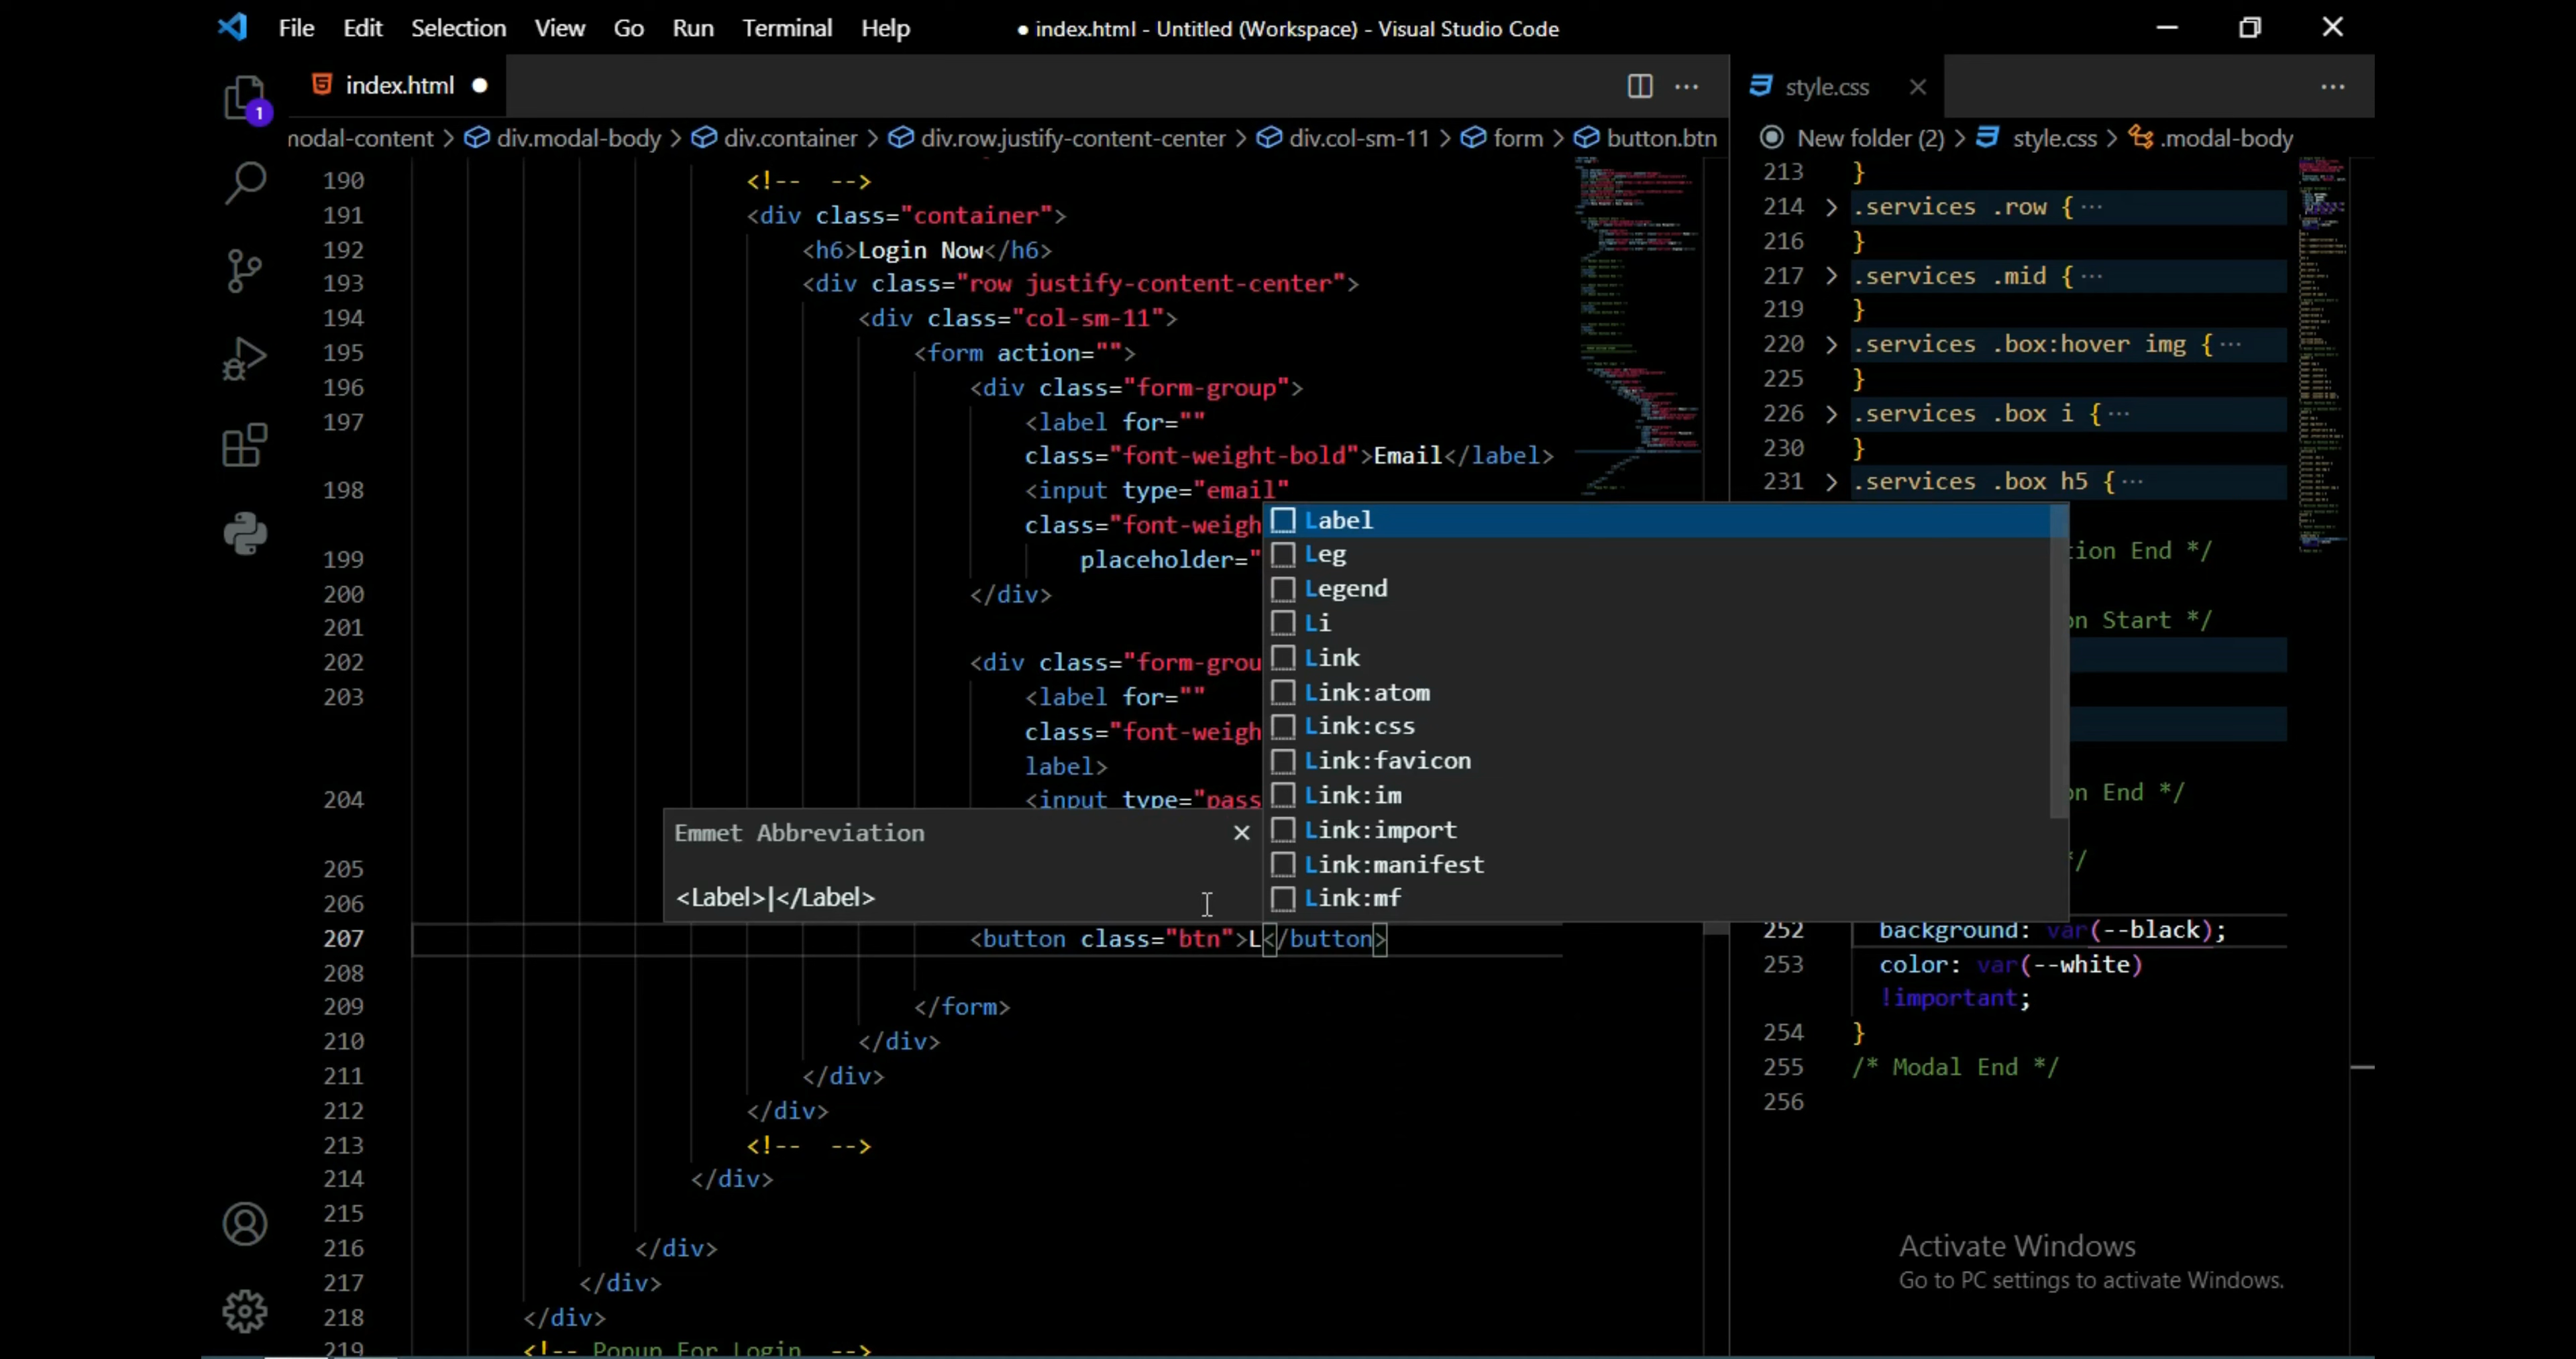 File Edit Selection View Go Run Terminal Help
● index.html - Untitled (Workspace) - Visual Studio Code
index.html ●
1
modal-content > div.modal-body > div.container > div.row.justify-content-center > div.col-sm-11 > form > button.btn
190 <!--  -->
191 <div class="container">
192 <h6>Login Now</h6>
193 <div class="row justify-content-center">
194 <div class="col-sm-11">
195 <form action="">
196 <div class="form-group">
197 <label for=""
class="font-weight-bold">Email</label>
198 <input type="email"
class="font-weigh
199 placeholder="
200 </div>
201
202 <div class="form-grou
203 <label for=""
class="font-weigh
label>
204 <input type="pass
205
206
207 <button class="btn">L</button>
208
209 </form>
210 </div>
211 </div>
212 </div>
213 <!--  -->
214 </div>
215
216 </div>
217 </div>
218 </div>
219 <!-- Popup For Login  -->
Emmet Abbreviation ×
<Label>|</Label>
Label
Leg
Legend
Li
Link
Link:atom
Link:css
Link:favicon
Link:im
Link:import
Link:manifest
Link:mf
style.css ×
New folder (2) > style.css > .modal-body
213 }
214 > .services .row { ···
216 }
217 > .services .mid { ···
219 }
220 > .services .box:hover img { ···
225 }
226 > .services .box i { ···
230 }
231 > .services .box h5 { ···
tion End */
on Start */
on End */
*/
252 background: var(--black);
253 color: var(--white)
!important;
254 }
255 /* Modal End */
256
Activate Windows
Go to PC settings to activate Windows.